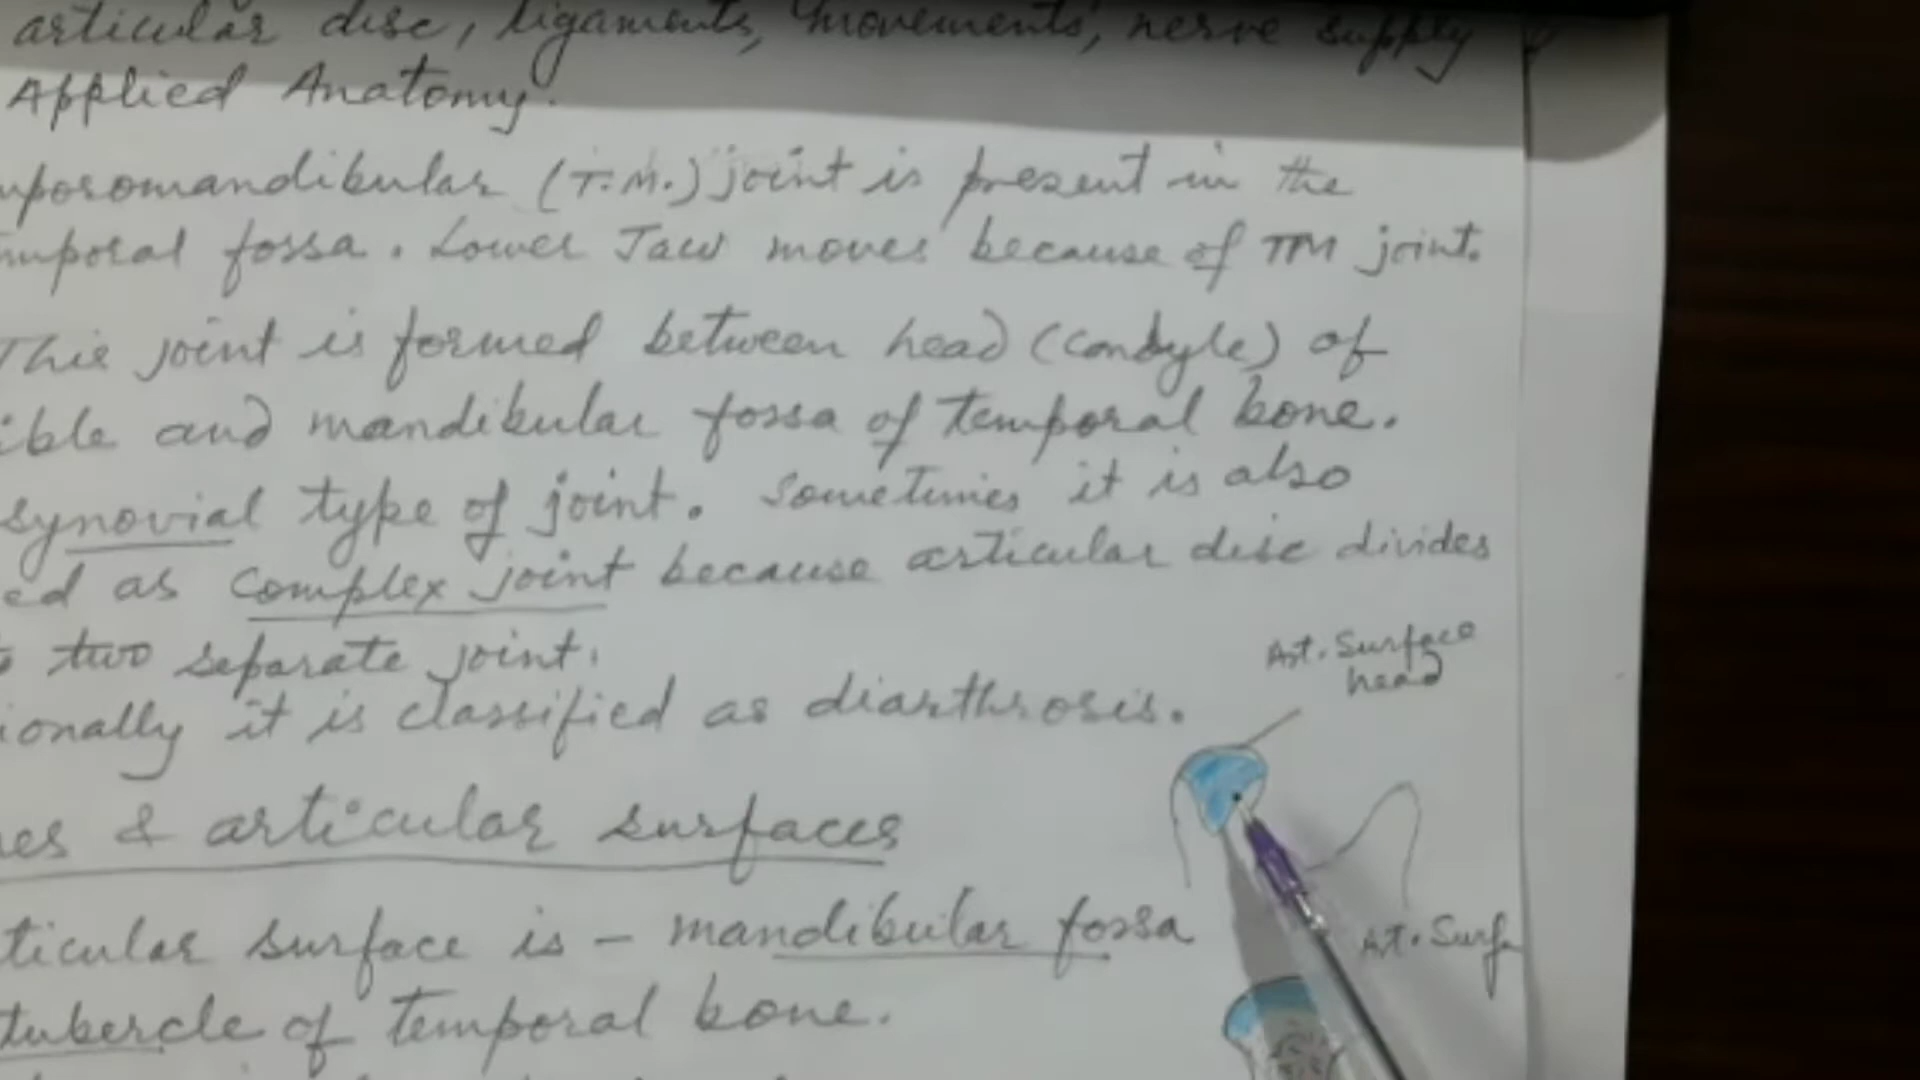 articular disc, ligaments, movements, nerve supply
Applied Anatomy.
mporomandibular (T.M.) joint is present in the
mporal fossa. Lower Jaw moves because of TM joint.
This joint is formed between head (condyle) of
ible and mandibular fossa of temporal bone.
synovial type of joint. Sometimes it is also
ed as complex joint because articular disc divides
two separate joint.
ionally it is classified as diarthrosis.
Art. Surface
head
es & articular surfaces
ticular surface is - mandibular fossa
Art. Surf
tubercle of temporal bone.